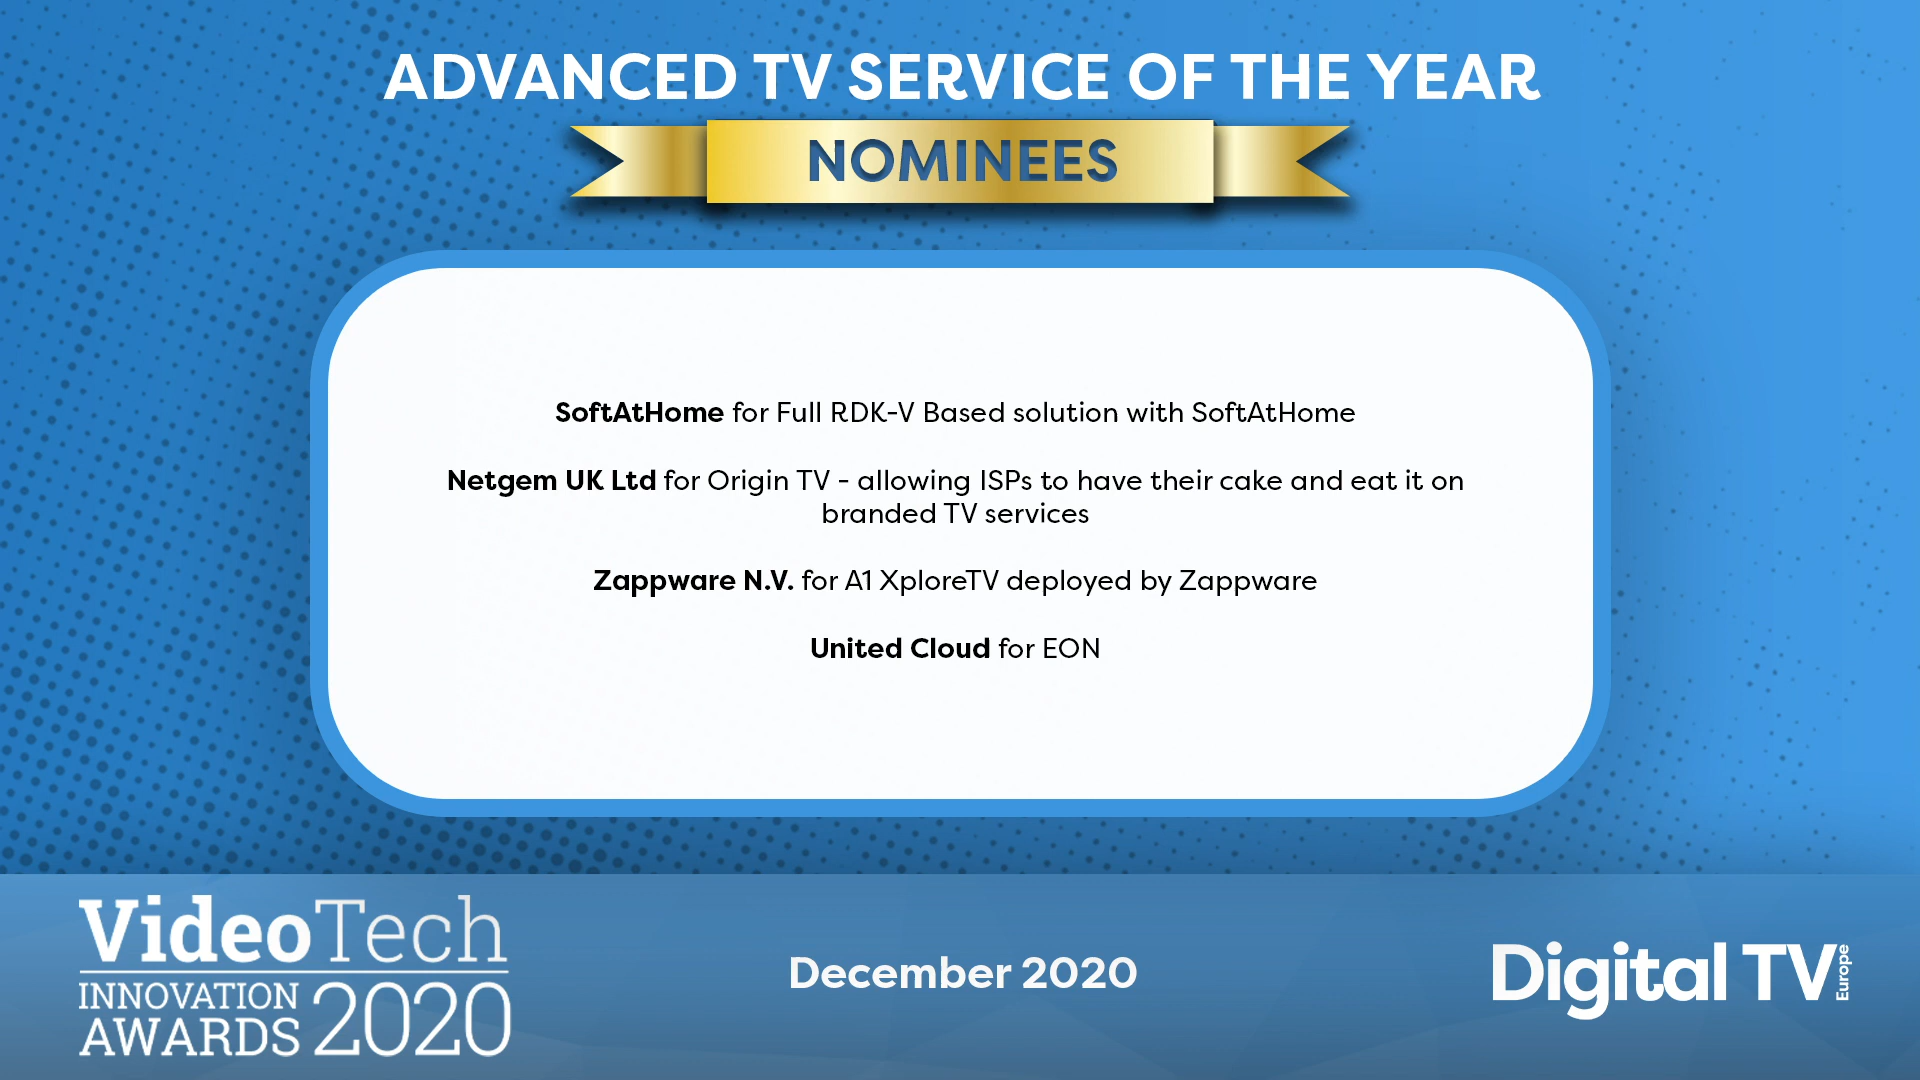 ADVANCED TV SERVICE OF THE YEAR
NOMINEES
SoftAtHome for Full RDK-V Based solution with SoftAtHome
Netgem UK Ltd for Origin TV - allowing ISPs to have their cake and eat it on
branded TV services
Zappware N.V. for A1 XploreTV deployed by Zappware
United Cloud for EON
VideoTech
INNOVATION
AWARDS 2020
December 2020
Digital TV Europe